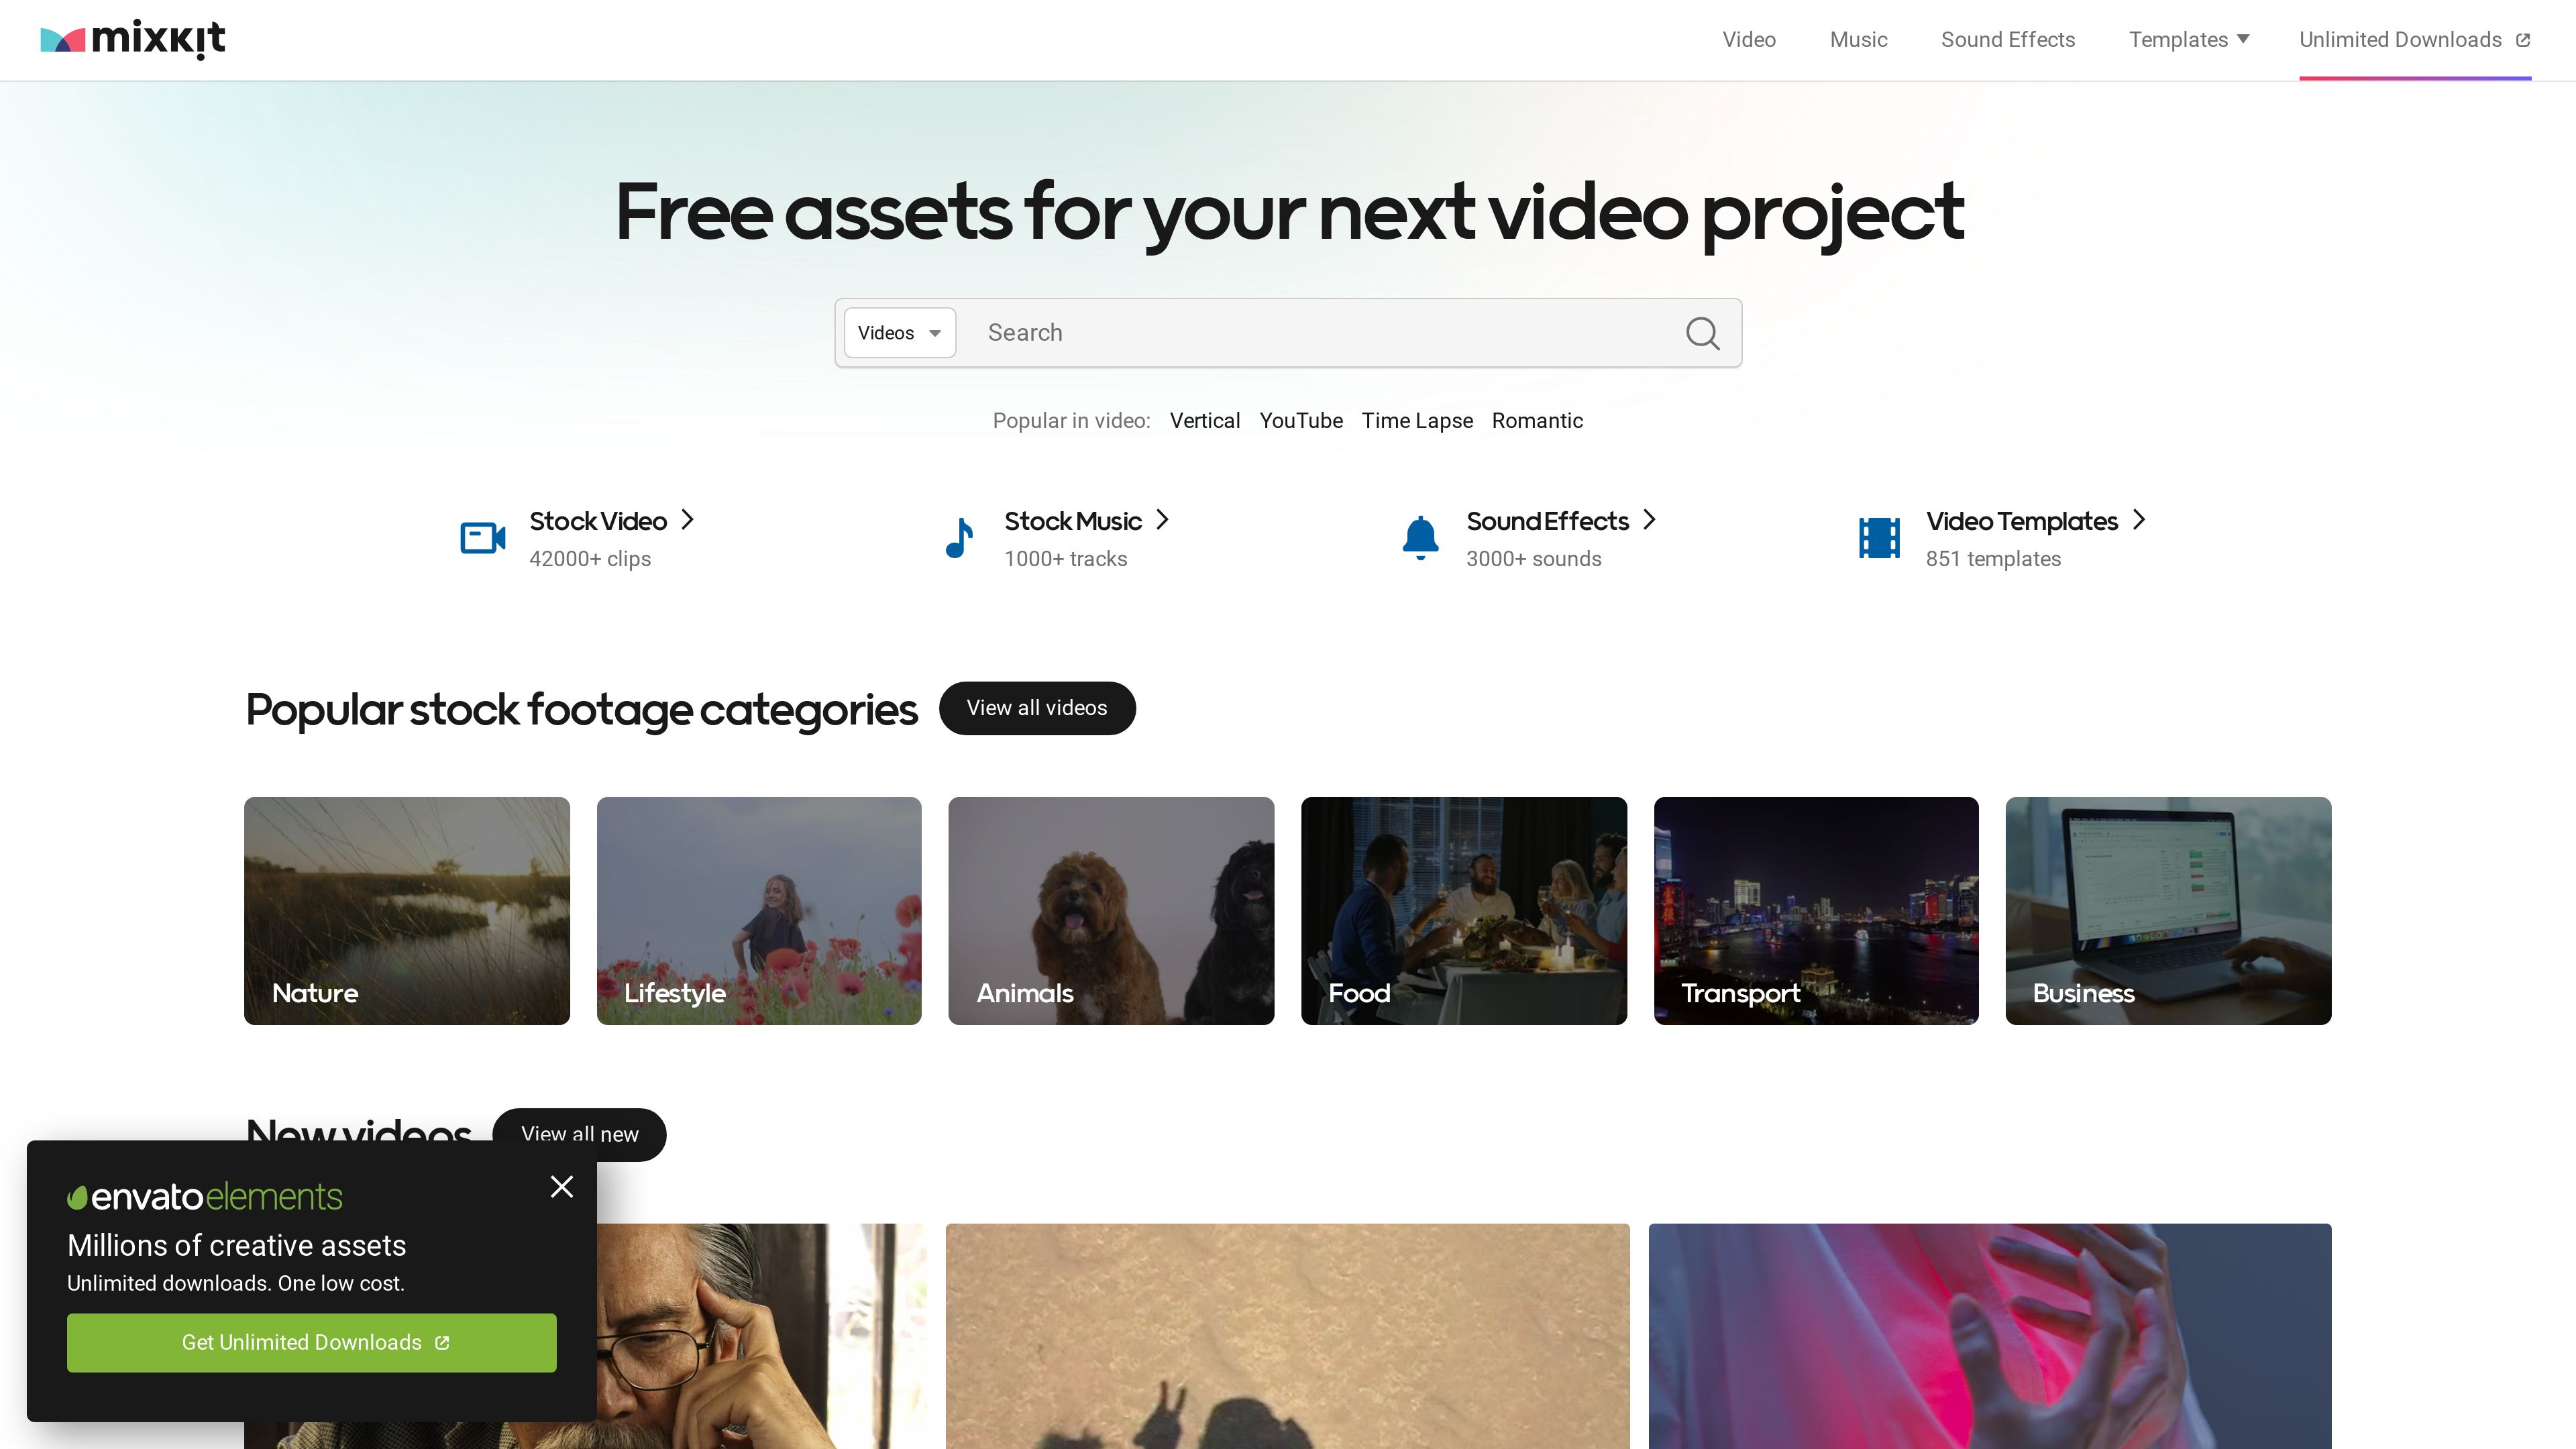 mixkit
Video Music Sound Effects Templates Unlimited Downloads
Free assets for your next video project
Videos Search
Popular in video: Vertical YouTube Time Lapse Romantic
Stock Video
42000+ clips
Stock Music
1000+ tracks
Sound Effects
3000+ sounds
Video Templates
851 templates
Popular stock footage categories View all videos
Nature
Lifestyle
Animals
Food
Transport
Business
New videos View all new
envato elements
Millions of creative assets
Unlimited downloads. One low cost.
Get Unlimited Downloads